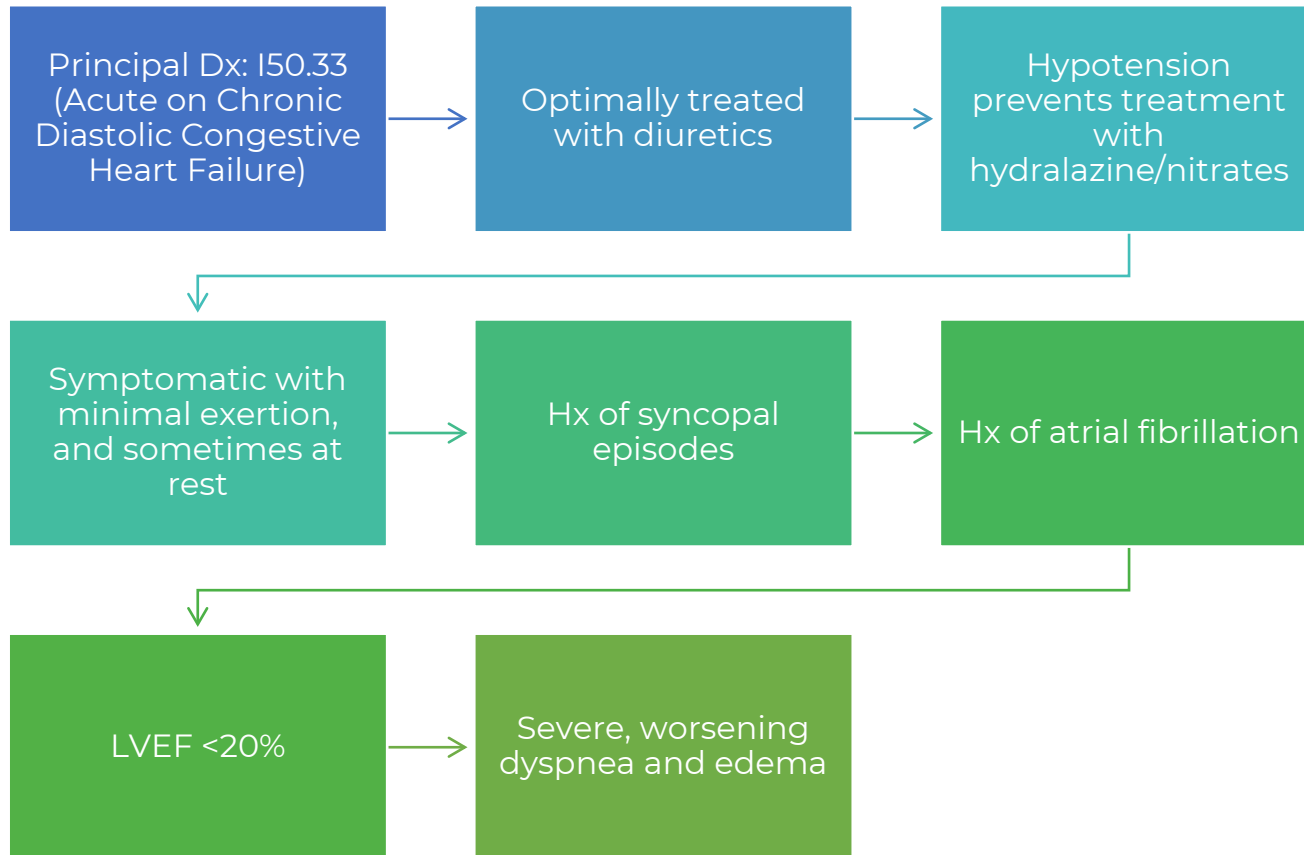 Principal Dx: I50.33
(Acute on Chronic
Diastolic Congestive
Heart Failure)
Optimally treated
with diuretics
Hypotension
prevents treatment
with
hydralazine/nitrates
Symptomatic with
minimal exertion,
and sometimes at
rest
Hx of syncopal
episodes
Hx of atrial fibrillation
LVEF <20%
Severe, worsening
dyspnea and edema